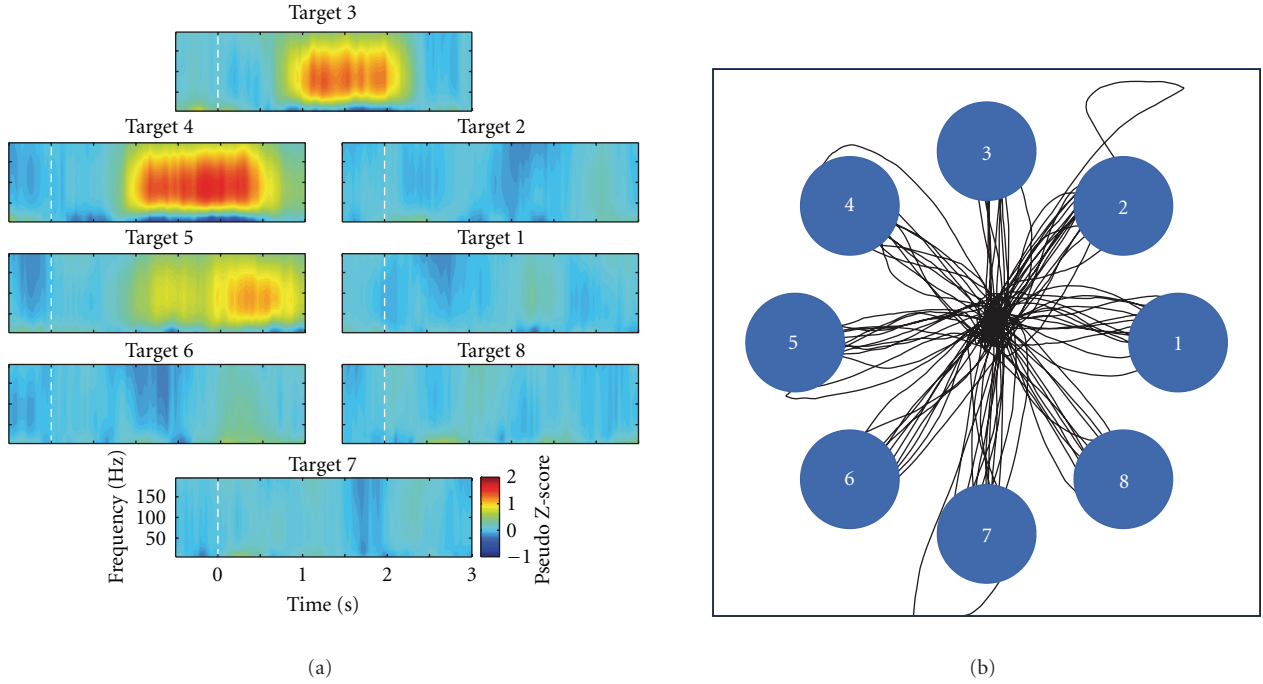 Target 3
Target 4
Target 2
Target 5
Target 1
Target 6
Target 8
Target 7
Frequency (Hz)
150
100
50
0 1 2 3
Time (s)
2
1
0
−1
Pseudo Z-score
(a)
3
4
2
5
1
6
8
7
(b)